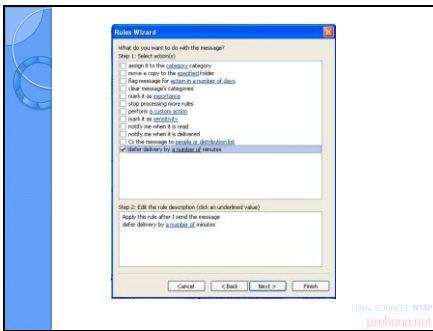 Rules Wizard
What do you want to do with the message?
Step 1: Select action(s)
assign it to the category category
move a copy to the specified folder
flag message for action in a number of days
clear message's categories
mark it as importance
stop processing more rules
perform a custom action
mark it as sensitivity
notify me when it is read
notify me when it is delivered
Cc the message to people or distribution list
defer delivery by a number of minutes
Step 2: Edit the rule description (click an underlined value)
Apply this rule after I send the message
defer delivery by a number of minutes
Cancel < Back Next > Finish
LEGAL SERVICES NTAP
probono.net